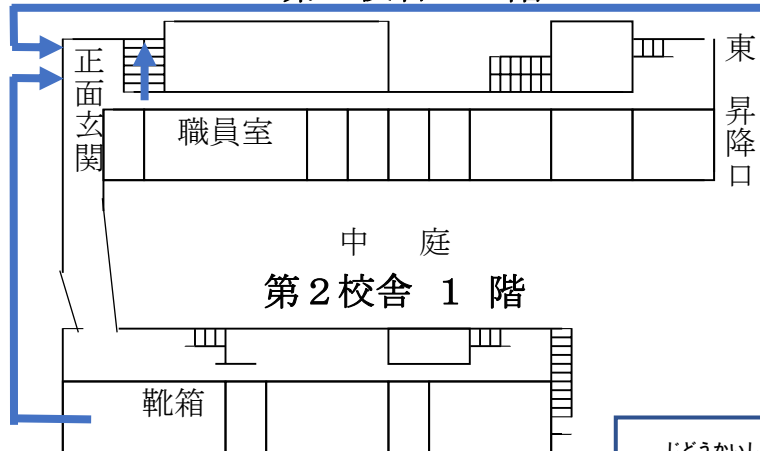 正面玄関
職員室
東 昇降口
中 庭
第２校舎 １ 階
靴箱